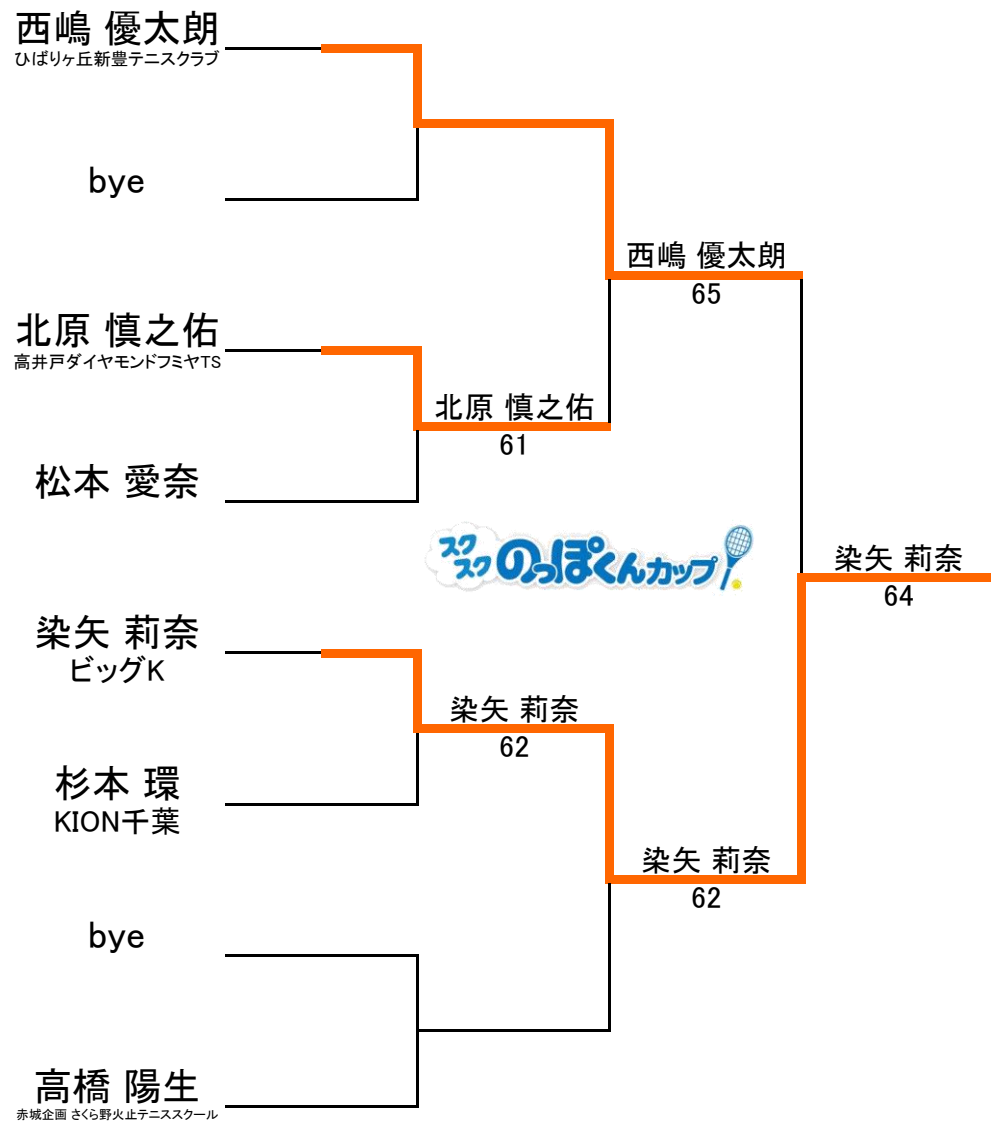 西嶋 優太朗
ひばりヶ丘新豊テニスクラブ
bye
西嶋 優太朗
65
北原 慎之佑
高井戸ダイヤモンドフミヤTS
北原 慎之佑
61
松本 愛奈
スクスク のっぽくんカップ
染矢 莉奈
64
染矢 莉奈
ビッグK
染矢 莉奈
62
杉本 環
KION千葉
染矢 莉奈
62
bye
高橋 陽生
赤城企画 さくら野火止テニススクール